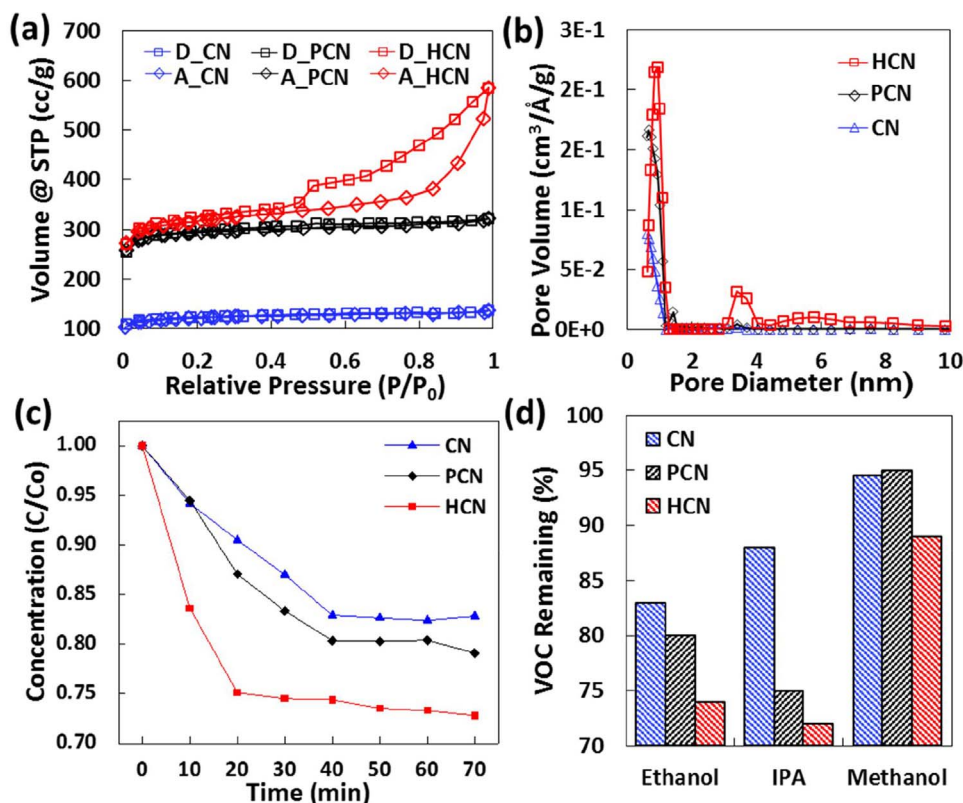 (a)
700
600
500
400
300
200
100
Volume @ STP (cc/g)
D_CN D_PCN D_HCN
A_CN A_PCN A_HCN
0 0.2 0.4 0.6 0.8 1
Relative Pressure (P/P0)
(b)
3E-1
2E-1
2E-1
1E-1
5E-2
0E+0
Pore Volume (cm³/Å/g)
HCN
PCN
CN
0 2 4 6 8 10
Pore Diameter (nm)
(c)
1.00
0.95
0.90
0.85
0.80
0.75
0.70
Concentration (C/Co)
CN
PCN
HCN
0 10 20 30 40 50 60 70
Time (min)
(d)
100
95
90
85
80
75
70
VOC Remaining (%)
CN
PCN
HCN
Ethanol IPA Methanol